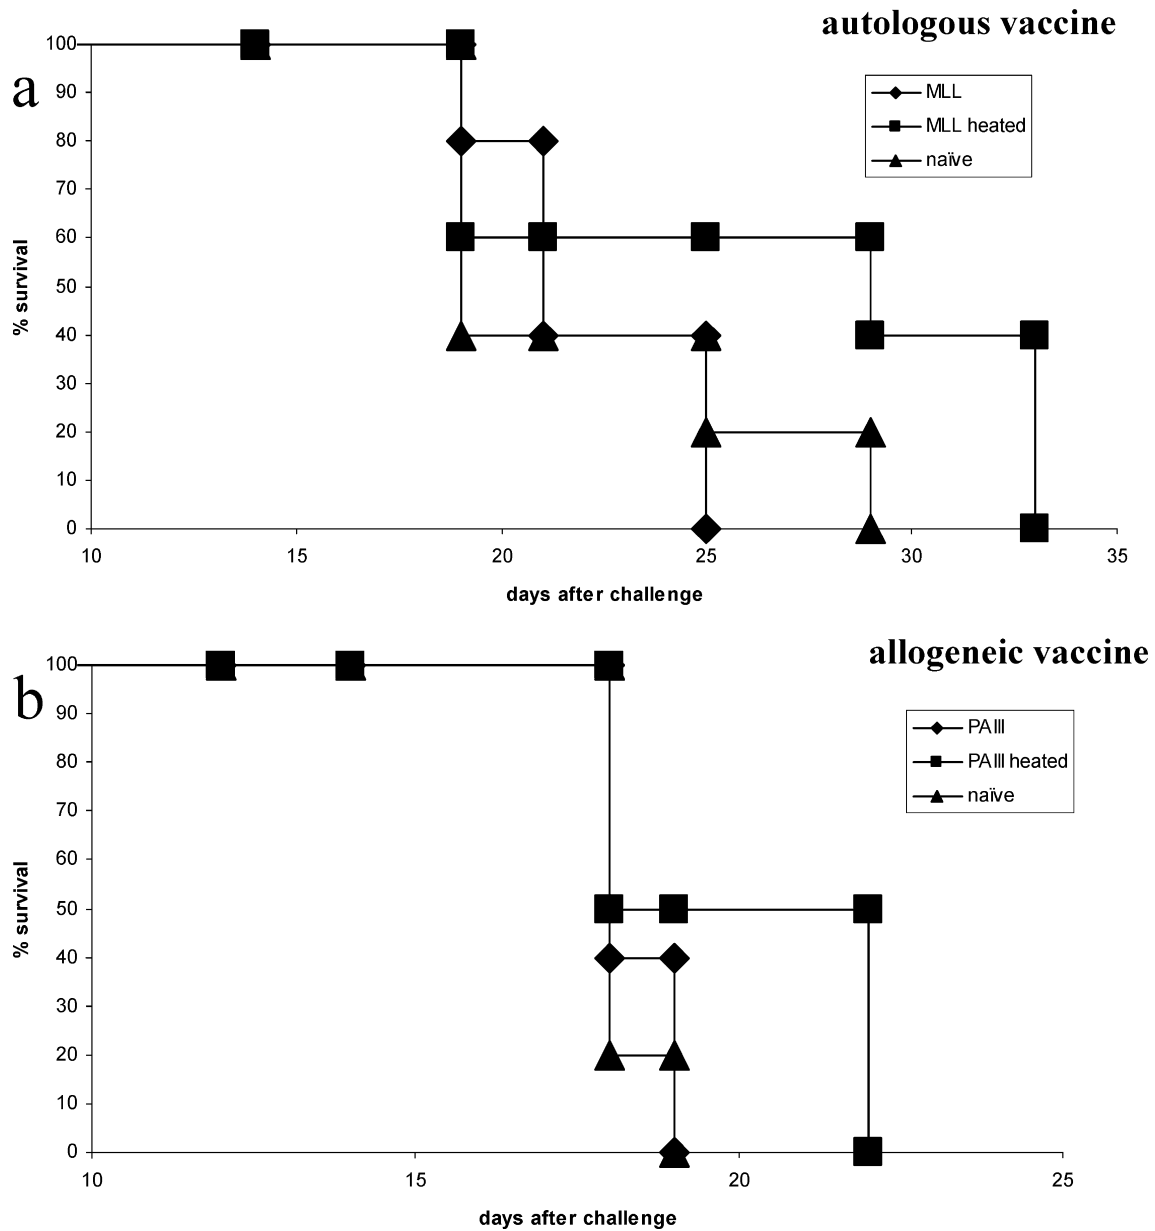 autologous vaccine
a
MLL
MLL heated
naïve
% survival
100
90
80
70
60
50
40
30
20
10
0
10 15 20 25 30 35
days after challenge
allogeneic vaccine
b
PAIII
PAIII heated
naïve
% survival
100
90
80
70
60
50
40
30
20
10
0
10 15 20 25
days after challenge